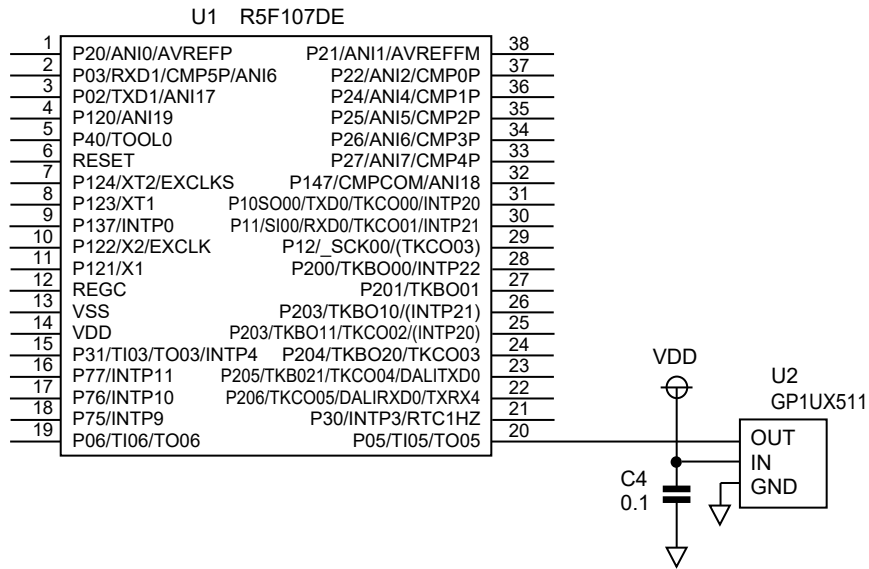 U1 R5F107DE
1 P20/ANI0/AVREFP P21/ANI1/AVREFFM 38
2 P03/RXD1/CMP5P/ANI6 P22/ANI2/CMP0P 37
3 P02/TXD1/ANI17 P24/ANI4/CMP1P 36
4 P120/ANI19 P25/ANI5/CMP2P 35
5 P40/TOOL0 P26/ANI6/CMP3P 34
6 RESET P27/ANI7/CMP4P 33
7 P124/XT2/EXCLKS P147/CMPCOM/ANI18 32
8 P123/XT1 P10SO00/TXD0/TKCO00/INTP20 31
9 P137/INTP0 P11/SI00/RXD0/TKCO01/INTP21 30
10 P122/X2/EXCLK P12/_SCK00/(TKCO03) 29
11 P121/X1 P200/TKBO00/INTP22 28
12 REGC P201/TKBO01 27
13 VSS P203/TKBO10/(INTP21) 26
14 VDD P203/TKBO11/TKCO02/(INTP20) 25
15 P31/TI03/TO03/INTP4 P204/TKBO20/TKCO03 24
16 P77/INTP11 P205/TKB021/TKCO04/DALITXD0 23
17 P76/INTP10 P206/TKCO05/DALIRXD0/TXRX4 22
18 P75/INTP9 P30/INTP3/RTC1HZ 21
19 P06/TI06/TO06 P05/TI05/TO05 20
VDD
U2
GP1UX511
OUT
IN
GND
C4
0.1